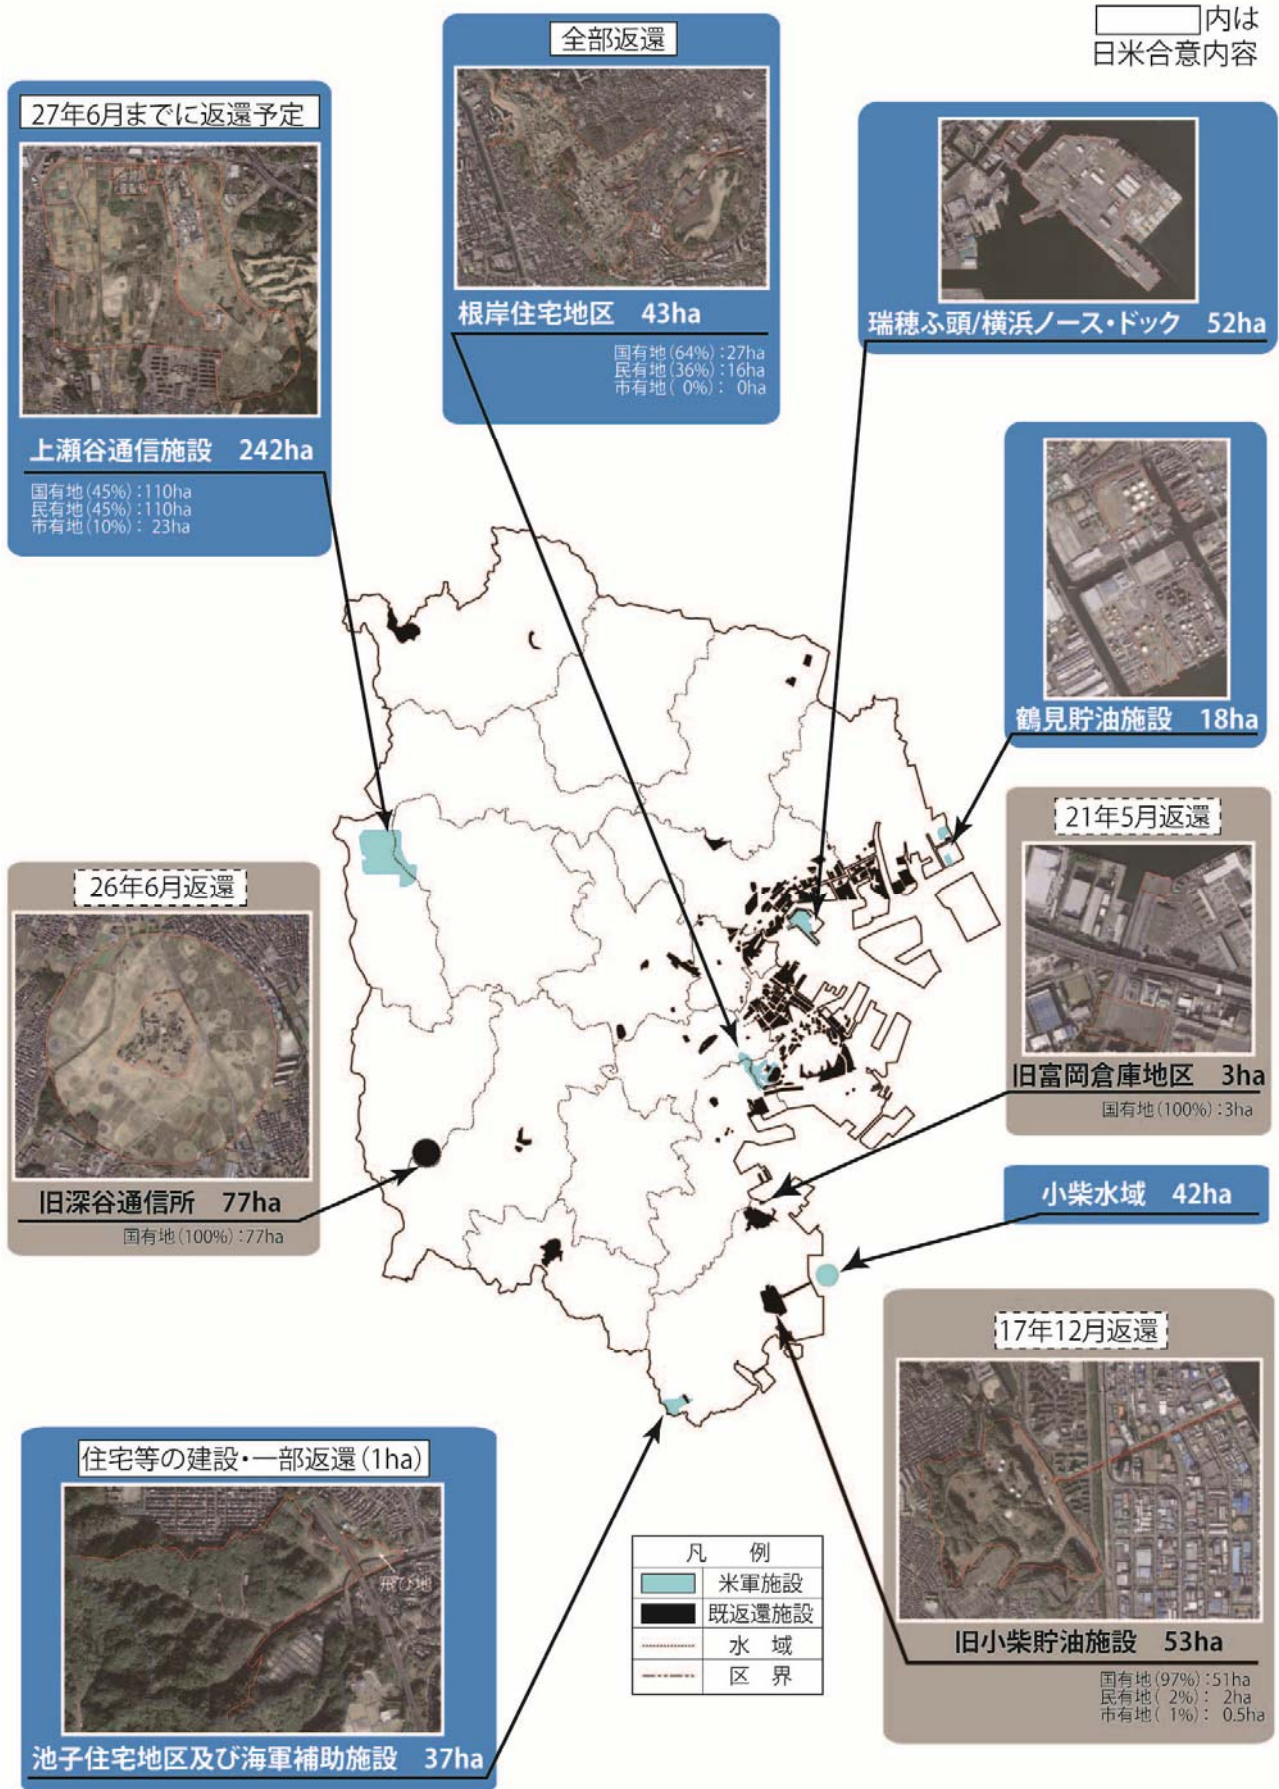 内は
日米合意内容
全部返還
根岸住宅地区 43ha
国有地(64%):27ha
民有地(36%):16ha
市有地( 0%): 0ha
27年6月までに返還予定
上瀬谷通信施設 242ha
国有地(45%):110ha
民有地(45%):110ha
市有地(10%): 23ha
瑞穂ふ頭/横浜ノース・ドック 52ha
鶴見貯油施設 18ha
21年5月返還
旧富岡倉庫地区 3ha
国有地(100%):3ha
26年6月返還
旧深谷通信所 77ha
国有地(100%):77ha
小柴水域 42ha
17年12月返還
旧小柴貯油施設 53ha
国有地(97%):51ha
民有地( 2%): 2ha
市有地( 1%): 0.5ha
住宅等の建設・一部返還(1ha)
飛び地
池子住宅地区及び海軍補助施設 37ha
凡 例
米軍施設
既返還施設
水 域
区 界